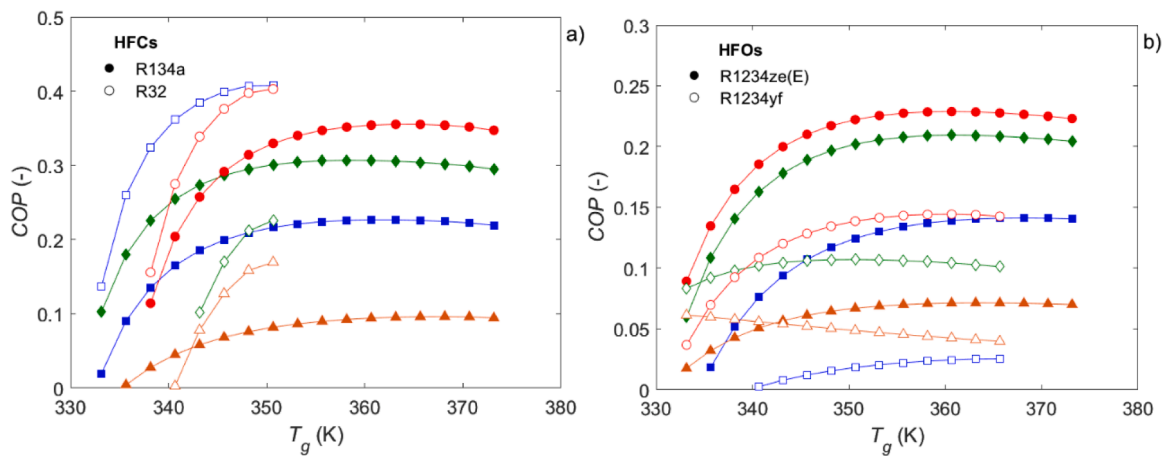 a)
HFCs
R134a
R32
COP (-)
0.5
0.4
0.3
0.2
0.1
0
330 340 350 360 370 380
T_g (K)
b)
HFOs
R1234ze(E)
R1234yf
COP (-)
0.3
0.25
0.2
0.15
0.1
0.05
0
330 340 350 360 370 380
T_g (K)